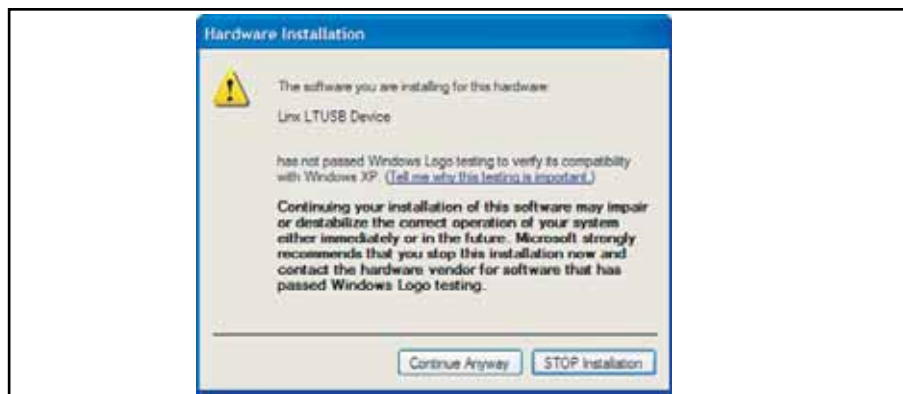 Hardware Installation
The software you are installing for this hardware:
Linx LTUSB Device
has not passed Windows Logo testing to verify its compatibility
with Windows XP. (Tell me why this testing is important.)
Continuing your installation of this software may impair
or destabilize the correct operation of your system
either immediately or in the future. Microsoft strongly
recommends that you stop this installation now and
contact the hardware vendor for software that has
passed Windows Logo testing.
Continue Anyway STOP Installation